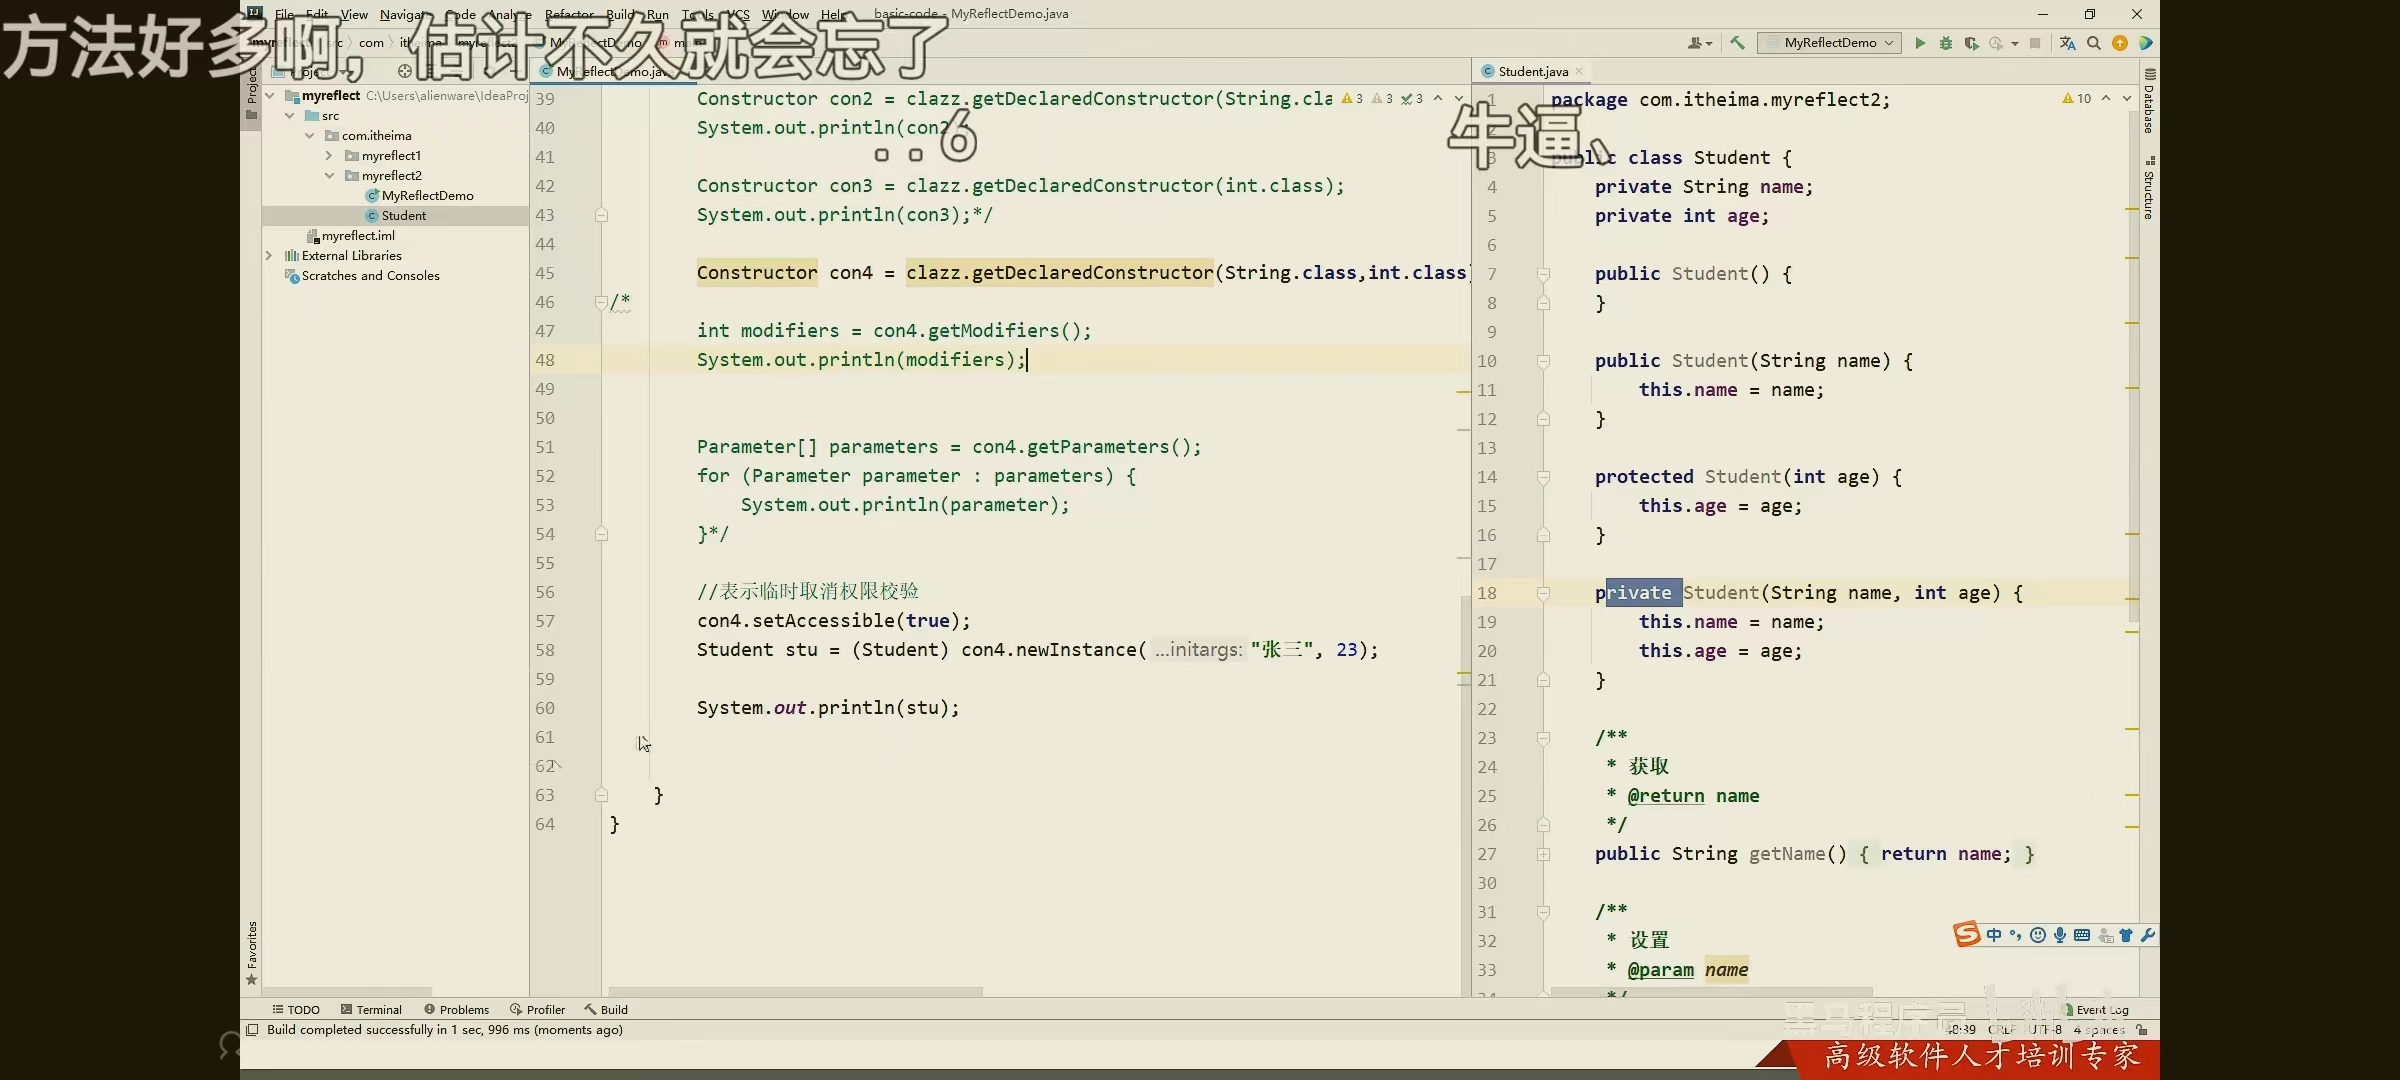 File Edit View Navigate Code Analyze Refactor Build Run Tools VCS Window Help basic-code - MyReflectDemo.java
方法好多啊，估计不久就会忘了
src com
MyReflectDemo
MyReflectDemo
Project
MyReflectDemo.java
Student.java
myreflect C:\Users\alienware\IdeaProj
src
com.itheima
myreflect1
myreflect2
MyReflectDemo
Student
myreflect.iml
External Libraries
Scratches and Consoles
39 Constructor con2 = clazz.getDeclaredConstructor(String.cla 3 3 3
40 System.out.println(con2
..6
41
42 Constructor con3 = clazz.getDeclaredConstructor(int.class);
43 System.out.println(con3);*/
44
45 Constructor con4 = clazz.getDeclaredConstructor(String.class,int.class
46 /*
47 int modifiers = con4.getModifiers();
48 System.out.println(modifiers);
49
50
51 Parameter[] parameters = con4.getParameters();
52 for (Parameter parameter : parameters) {
53 System.out.println(parameter);
54 }*/
55
56 //表示临时取消权限校验
57 con4.setAccessible(true);
58 Student stu = (Student) con4.newInstance( ...initargs: "张三", 23);
59
60 System.out.println(stu);
61
62
63 }
64 }
1 package com.itheima.myreflect2; 10
牛逼、
3 public class Student {
4 private String name;
5 private int age;
6
7 public Student() {
8 }
9
10 public Student(String name) {
11 this.name = name;
12 }
13
14 protected Student(int age) {
15 this.age = age;
16 }
17
18 private Student(String name, int age) {
19 this.name = name;
20 this.age = age;
21 }
22
23 /**
24 * 获取
25 * @return name
26 */
27 public String getName() { return name; }
30
31 /**
32 * 设置
33 * @param name
34 */
Database
Structure
Favorites
中
TODO Terminal Problems Profiler Build
Event Log
Build completed successfully in 1 sec, 996 ms (moments ago)
48:39 CRLF UTF-8 4 spaces
黑马程序员
高级软件人才培训专家